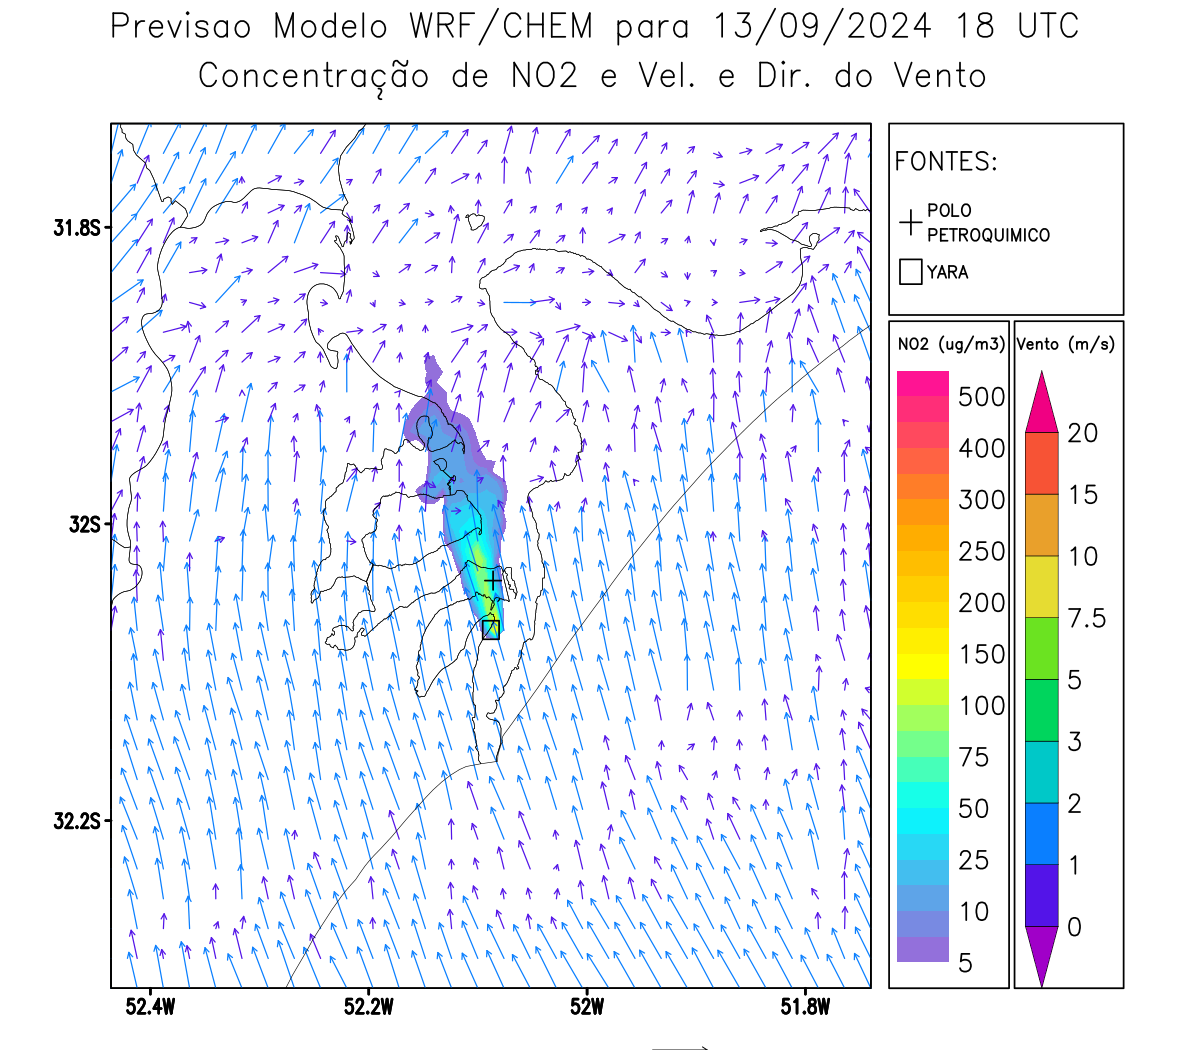 Previsao Modelo WRF/CHEM para 13/09/2024 18 UTC
Concentração de NO2 e Vel. e Dir. do Vento
FONTES:
POLO
PETROQUIMICO
YARA
NO2 (ug/m3)
500
400
300
250
200
150
100
75
50
25
10
5
Vento (m/s)
20
15
10
7.5
5
3
2
1
0
31.8S
32S
32.2S
52.4W
52.2W
52W
51.8W